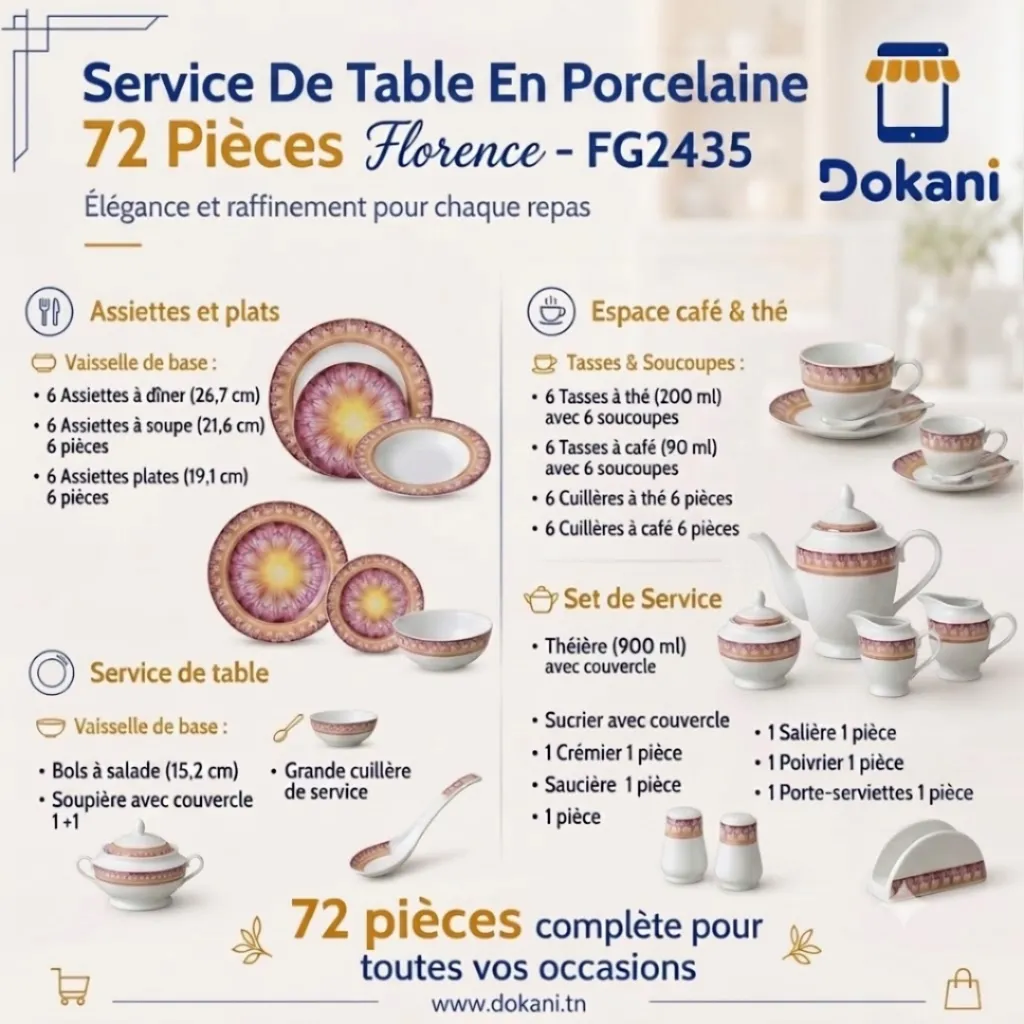 Service De Table En Porcelaine
72 Pièces Florence - FG2435
Élégance et raffinement pour chaque repas
Dokani
Assiettes et plats
Vaisselle de base :
• 6 Assiettes à dîner (26,7 cm)
• 6 Assiettes à soupe (21,6 cm)
6 pièces
• 6 Assiettes plates (19,1 cm)
6 pièces
Service de table
Vaisselle de base :
• Bols à salade (15,2 cm)
• Soupière avec couvercle
1 +1
• Grande cuillère
de service
Espace café & thé
Tasses & Soucoupes :
• 6 Tasses à thé (200 ml)
avec 6 soucoupes
• 6 Tasses à café (90 ml)
avec 6 soucoupes
• 6 Cuillères à thé 6 pièces
• 6 Cuillères à café 6 pièces
Set de Service
• Théière (900 ml)
avec couvercle
• Sucrier avec couvercle
• 1 Crémier 1 pièce
• Saucière 1 pièce
• 1 pièce
• 1 Salière 1 pièce
• 1 Poivrier 1 pièce
• 1 Porte-serviettes 1 pièce
72 pièces complète pour
toutes vos occasions
www.dokani.tn